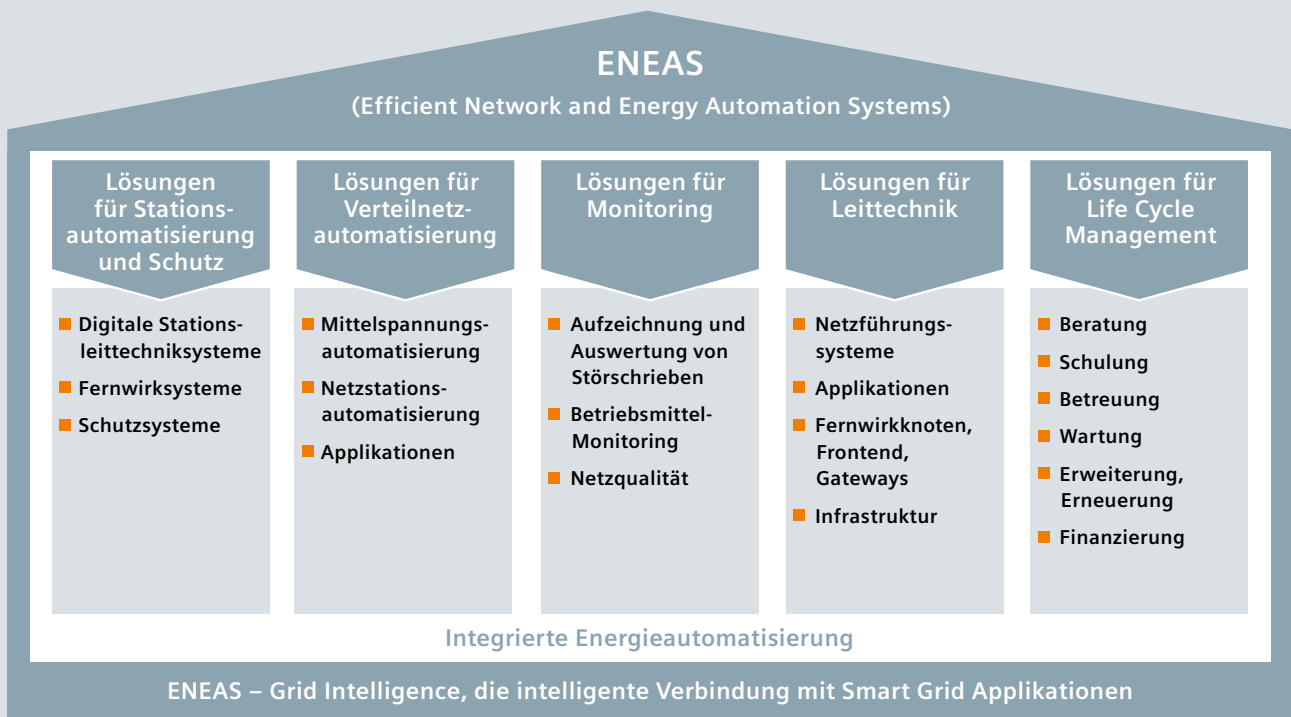 ENEAS
(Efficient Network and Energy Automation Systems)
Lösungen
für Stations-
automatisierung
und Schutz
Digitale Stations-
leittechniksysteme
Fernwirksysteme
Schutzsysteme
Lösungen für
Verteilnetz-
automatisierung
Mittelspannungs-
automatisierung
Netzstations-
automatisierung
Applikationen
Lösungen für
Monitoring
Aufzeichnung und
Auswertung von
Störschrieben
Betriebsmittel-
Monitoring
Netzqualität
Lösungen für
Leittechnik
Netzführungs-
systeme
Applikationen
Fernwirkknoten,
Frontend,
Gateways
Infrastruktur
Lösungen für
Life Cycle
Management
Beratung
Schulung
Betreuung
Wartung
Erweiterung,
Erneuerung
Finanzierung
Integrierte Energieautomatisierung
ENEAS – Grid Intelligence, die intelligente Verbindung mit Smart Grid Applikationen